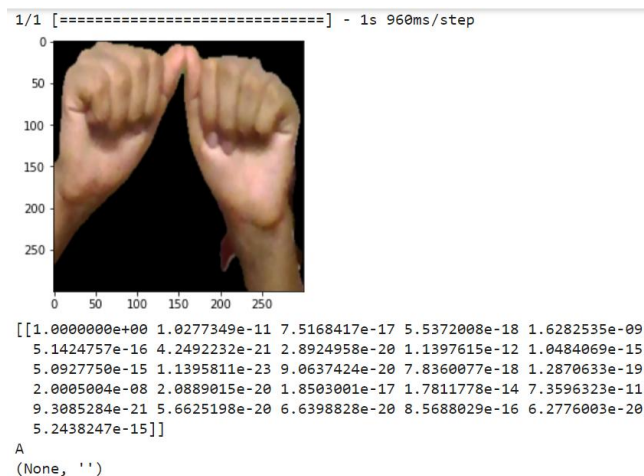 1/1 [==============================] - 1s 960ms/step
0
50
100
150
200
250
0 50 100 150 200 250
[[1.0000000e+00 1.0277349e-11 7.5168417e-17 5.5372008e-18 1.6282535e-09
5.1424757e-16 4.2492232e-21 2.8924958e-20 1.1397615e-12 1.0484069e-15
5.0927750e-15 1.1395811e-23 9.0637424e-20 7.8360077e-18 1.2870633e-19
2.0005004e-08 2.0889015e-20 1.8503001e-17 1.7811778e-14 7.3596323e-11
9.3085284e-21 5.6625198e-20 6.6398828e-20 8.5688029e-16 6.2776003e-20
5.2438247e-15]]
A
(None, '')